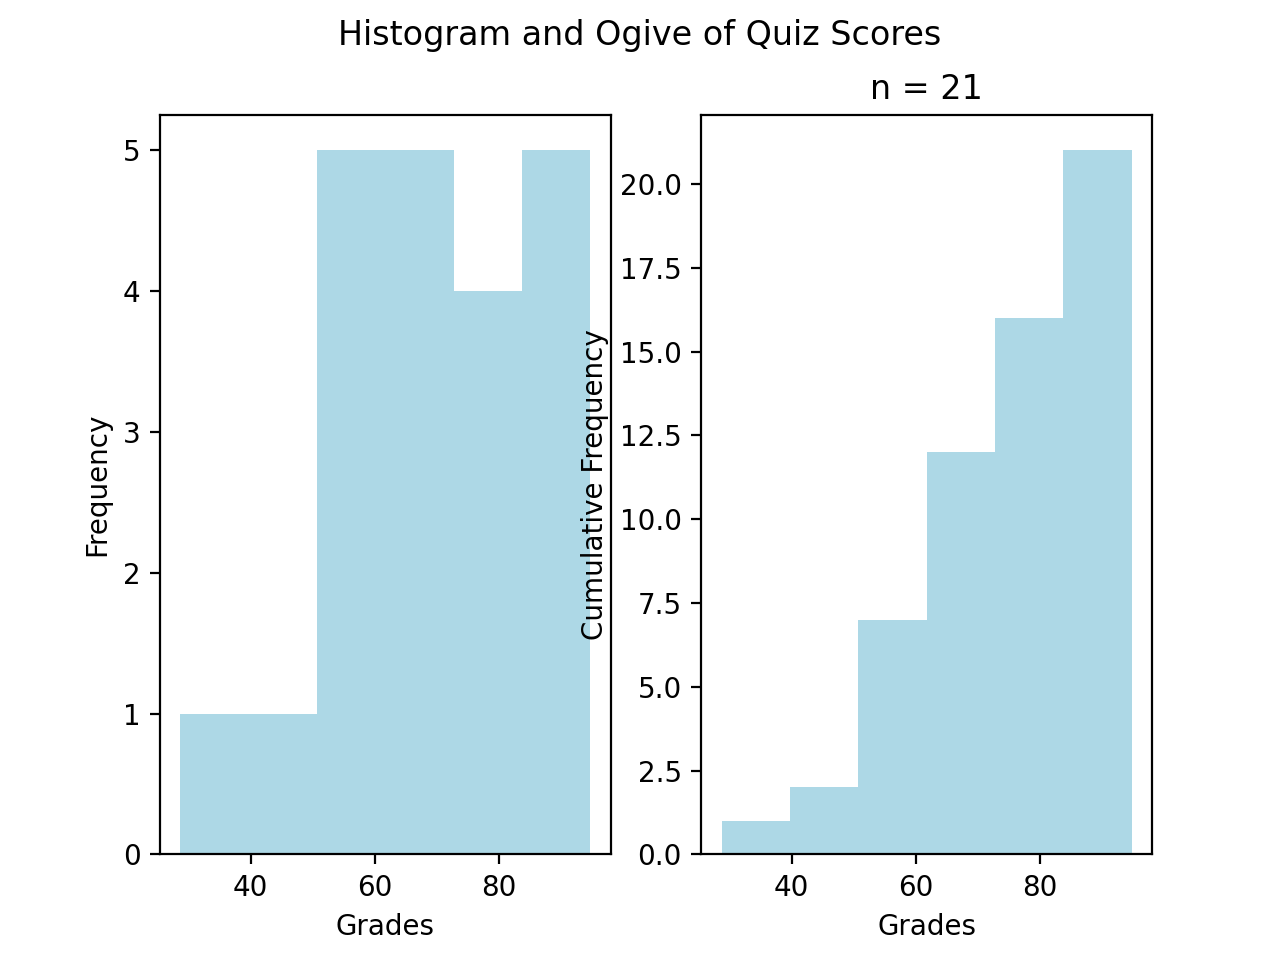 Histogram and Ogive of Quiz Scores
Frequency
5
4
3
2
1
0
40 60 80
Grades
n = 21
Cumulative Frequency
20.0
17.5
15.0
12.5
10.0
7.5
5.0
2.5
0.0
40 60 80
Grades